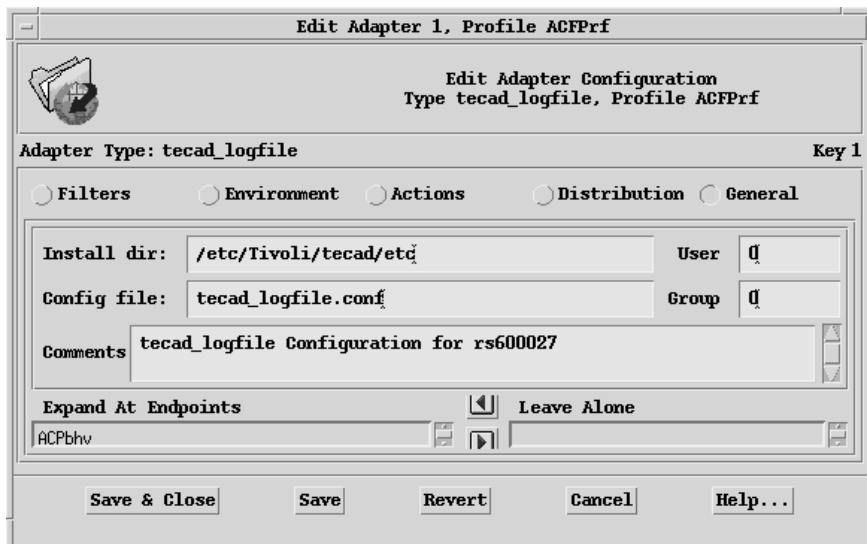 Edit Adapter 1, Profile ACFPrf
Edit Adapter Configuration
Type tecad_logfile, Profile ACFPrf
Adapter Type: tecad_logfile Key 1
Filters Environment Actions Distribution General
Install dir: /etc/Tivoli/tecad/etc User 0
Config file: tecad_logfile.conf Group 0
Comments tecad_logfile Configuration for rs600027
Expand At Endpoints Leave Alone
ACPbhv
Save & Close Save Revert Cancel Help...